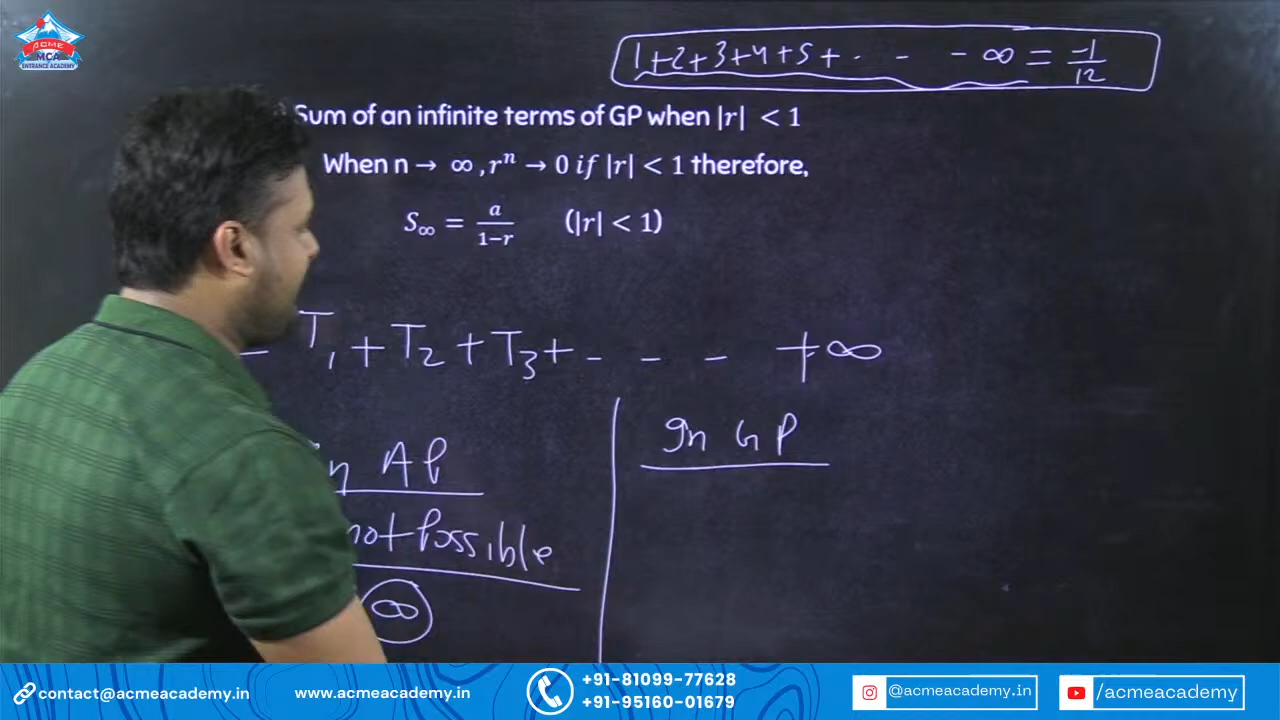 ACME
MCA
ENTRANCE ACADEMY
1+2+3+4+5+ . - - ∞ = -1/12
Sum of an infinite terms of GP when |r| < 1
When n → ∞, rⁿ → 0 if |r| < 1 therefore,
S∞ = a/(1−r) (|r| < 1)
T₁ + T₂ + T₃ + - - - + ∞
In AP
In GP
not Possible
∞
contact@acmeacademy.in
www.acmeacademy.in
+91-81099-77628
+91-95160-01679
@acmeacademy.in
/acmeacademy